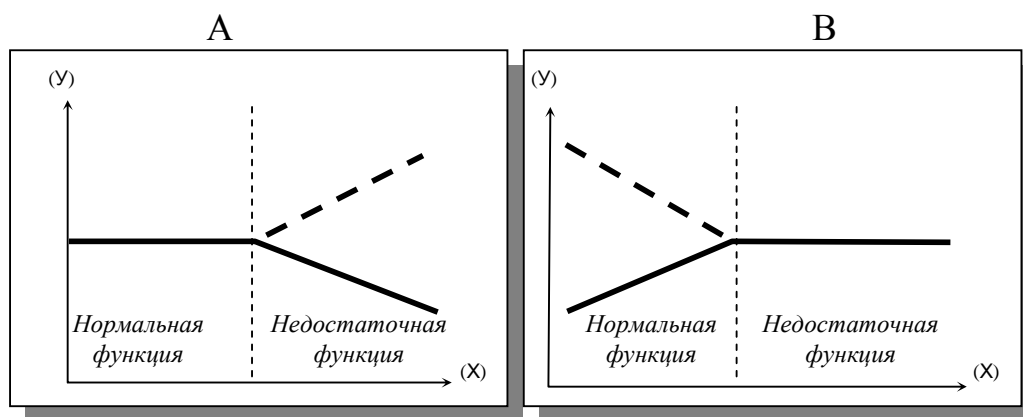 А
(У)
Нормальная
функция
Недостаточная
функция
(Х)
В
(У)
Нормальная
функция
Недостаточная
функция
(Х)